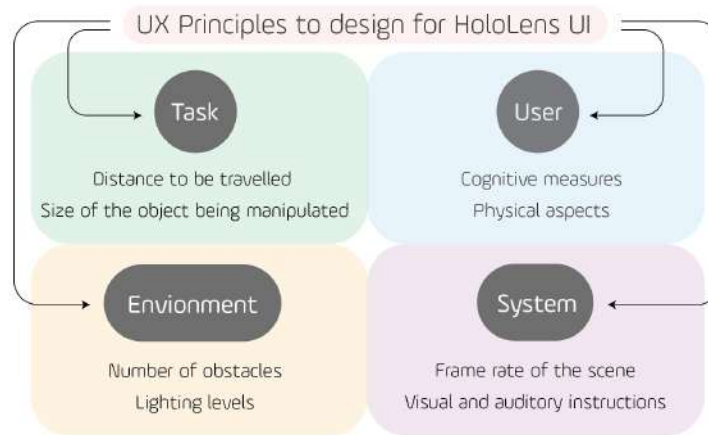 UX Principles to design for HoloLens UI
Task
Distance to be travelled
Size of the object being manipulated
User
Cognitive measures
Physical aspects
Envionment
Number of obstacles
Lighting levels
System
Frame rate of the scene
Visual and auditory instructions